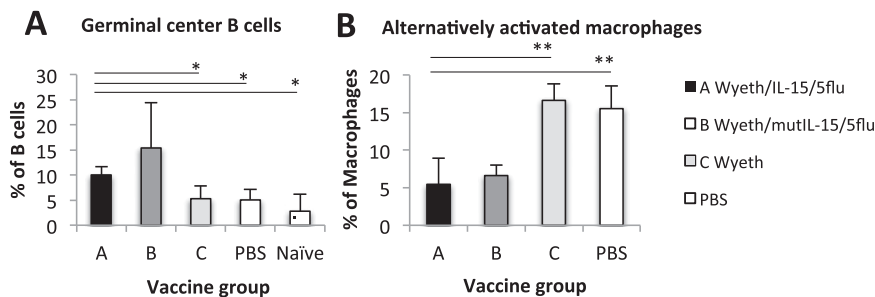 A Germinal center B cells
% of B cells
30
25
20
15
10
5
0
*
*
*
A B C PBS Naïve
Vaccine group
B Alternatively activated macrophages
% of Macrophages
20
15
10
5
0
**
**
A B C PBS
Vaccine group
A Wyeth/IL-15/5flu
B Wyeth/mutIL-15/5flu
C Wyeth
PBS